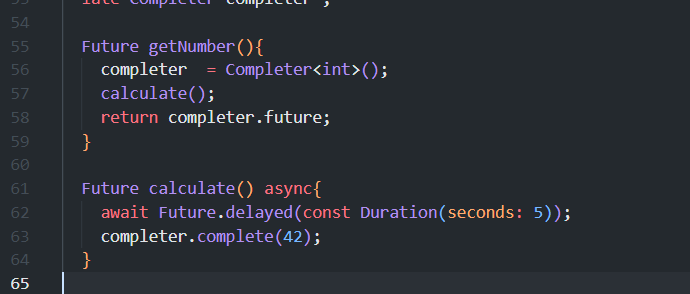 late Completer completer ;
54
55 Future getNumber(){
56 completer  = Completer<int>();
57 calculate();
58 return completer.future;
59 }
60
61 Future calculate() async{
62 await Future.delayed(const Duration(seconds: 5));
63 completer.complete(42);
64 }
65